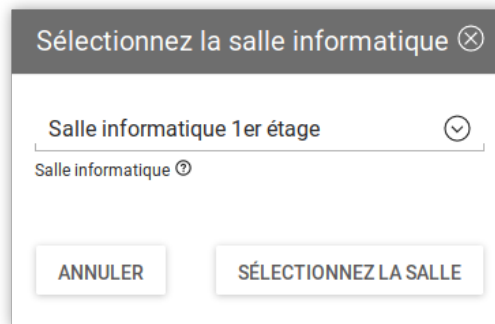 Sélectionnez la salle informatique
Salle informatique 1er étage
Salle informatique
ANNULER
SÉLECTIONNEZ LA SALLE